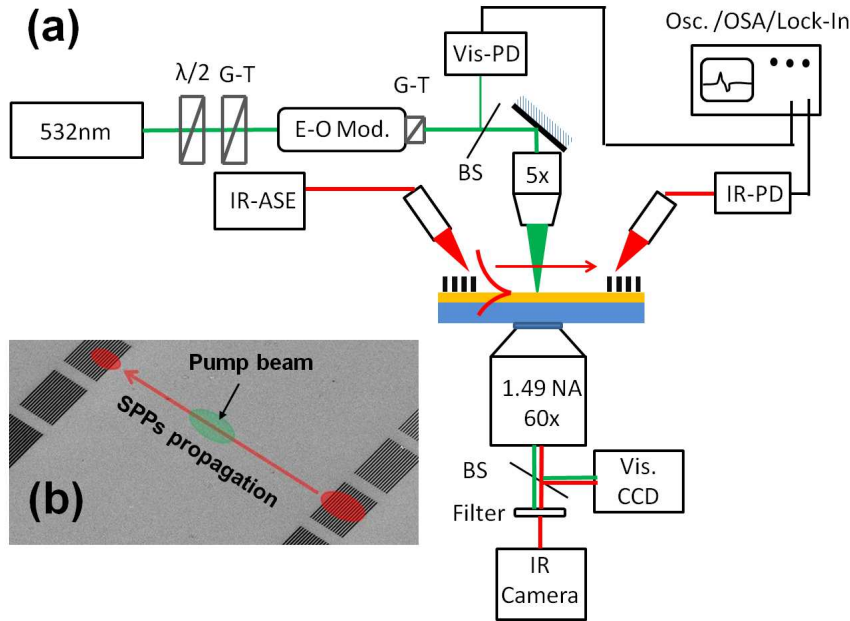 (a)
Osc. /OSA/Lock-In
Vis-PD
λ/2
G-T
G-T
532nm
E-O Mod.
BS
5x
IR-ASE
IR-PD
Pump beam
SPPs propagation
(b)
1.49 NA
60x
BS
Vis.
CCD
Filter
IR
Camera